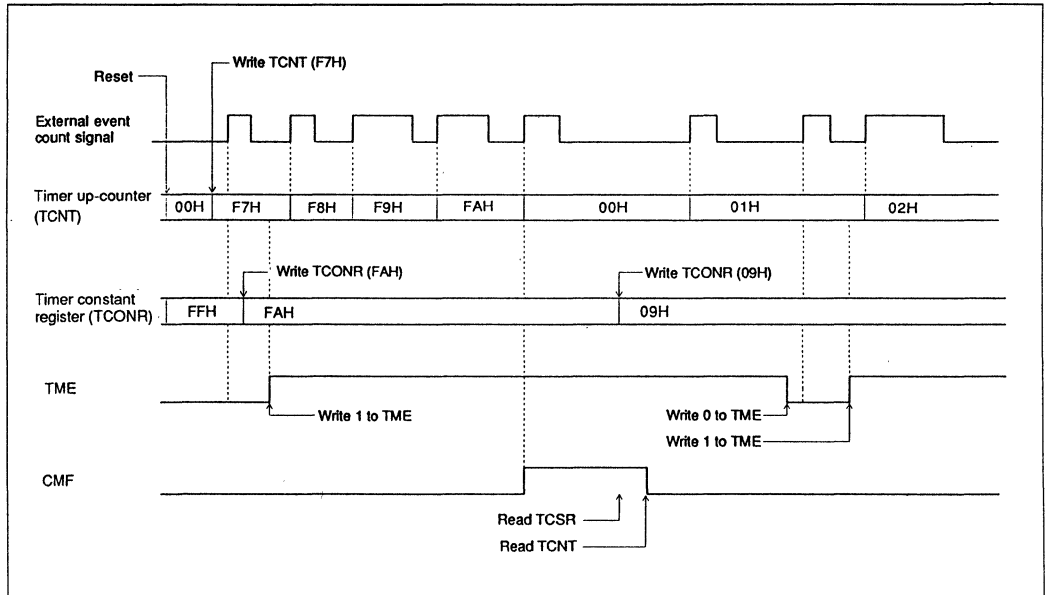 Write TCNT (F7H)
Reset
External event
count signal
Timer up-counter
(TCNT)
00H F7H F8H F9H FAH 00H 01H 02H
Write TCONR (FAH) Write TCONR (09H)
Timer constant
register (TCONR)
FFH FAH 09H
TME
Write 1 to TME
Write 0 to TME
Write 1 to TME
CMF
Read TCSR
Read TCNT